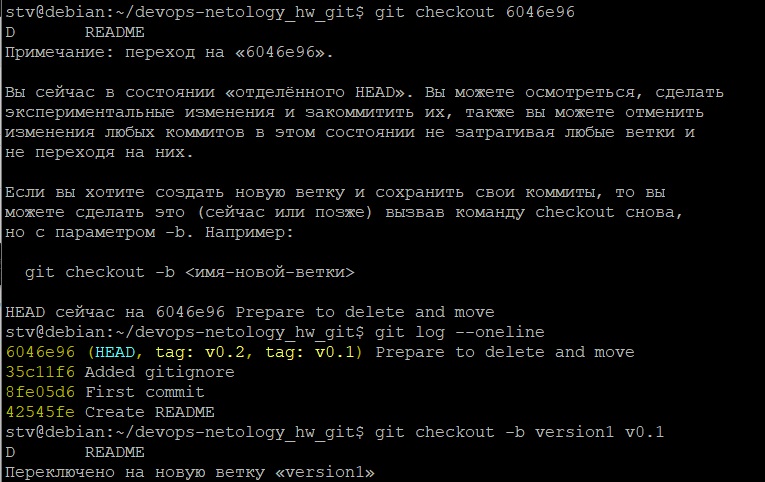 stv@debian:~/devops-netology_hw_git$ git checkout 6046e96
D       README
Примечание: переход на «6046e96».

Вы сейчас в состоянии «отделённого HEAD». Вы можете осмотреться, сделать
экспериментальные изменения и закоммитить их, также вы можете отменить
изменения любых коммитов в этом состоянии не затрагивая любые ветки и
не переходя на них.

Если вы хотите создать новую ветку и сохранить свои коммиты, то вы
можете сделать это (сейчас или позже) вызвав команду checkout снова,
но с параметром -b. Например:

  git checkout -b <имя-новой-ветки>

HEAD сейчас на 6046e96 Prepare to delete and move
stv@debian:~/devops-netology_hw_git$ git log --oneline
6046e96 (HEAD, tag: v0.2, tag: v0.1) Prepare to delete and move
35c11f6 Added gitignore
8fe05d6 First commit
42545fe Create README
stv@debian:~/devops-netology_hw_git$ git checkout -b version1 v0.1
D       README
Переключено на новую ветку «version1»